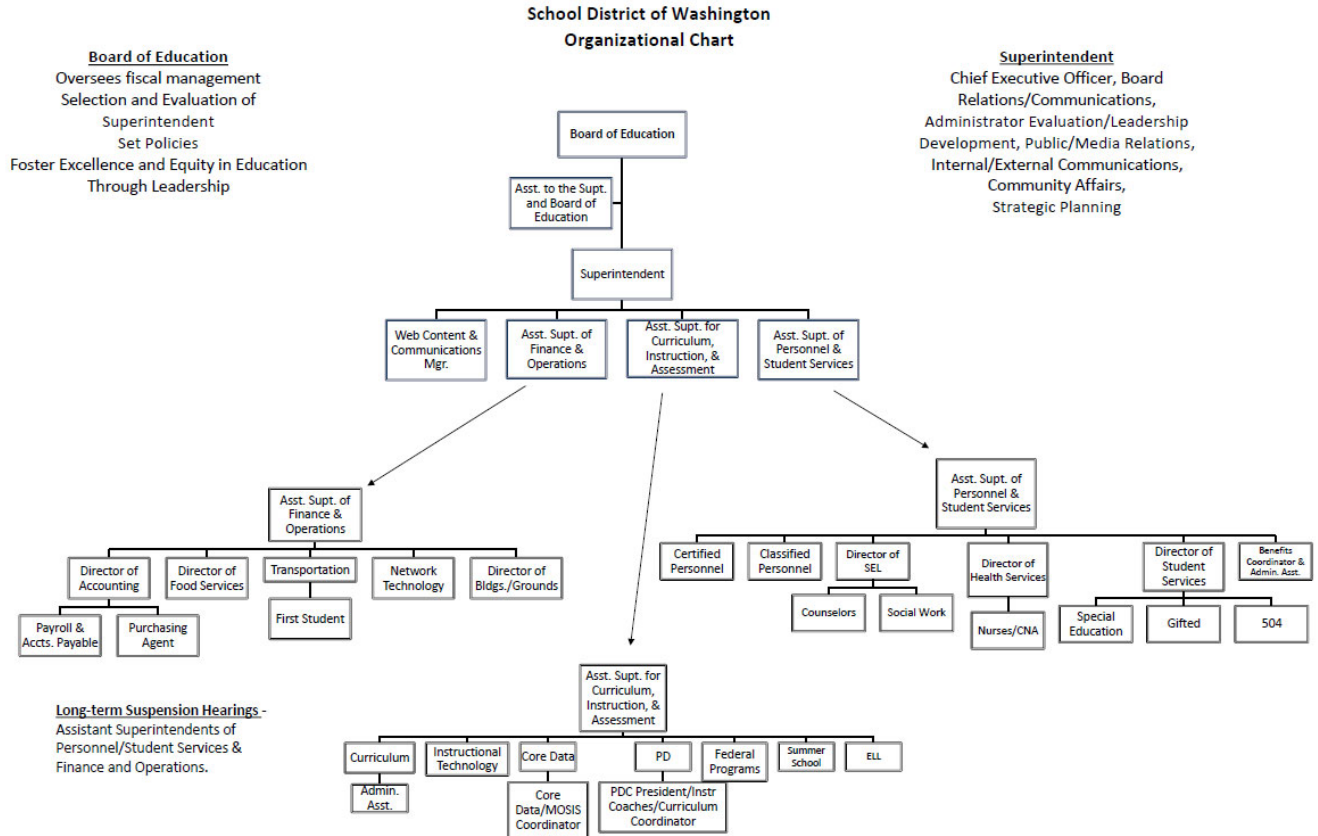 School District of Washington
Organizational Chart
Board of Education
Oversees fiscal management
Selection and Evaluation of
Superintendent
Set Policies
Foster Excellence and Equity in Education
Through Leadership
Superintendent
Chief Executive Officer, Board
Relations/Communications,
Administrator Evaluation/Leadership
Development, Public/Media Relations,
Internal/External Communications,
Community Affairs,
Strategic Planning
Board of Education
Asst. to the Supt.
and Board of
Education
Superintendent
Web Content &
Communications
Mgr.
Asst. Supt. of
Finance &
Operations
Asst. Supt. for
Curriculum,
Instruction, &
Assessment
Asst. Supt. of
Personnel &
Student Services
Asst. Supt. of
Finance &
Operations
Director of
Accounting
Director of
Food Services
Transportation
Network
Technology
Director of
Bldgs./Grounds
Payroll &
Accts. Payable
Purchasing
Agent
First Student
Asst. Supt. of
Personnel &
Student Services
Certified
Personnel
Classified
Personnel
Director of
SEL
Director of
Health Services
Director of
Student
Services
Benefits
Coordinator &
Admin. Asst.
Counselors
Social Work
Nurses/CNA
Special
Education
Gifted
504
Asst. Supt. for
Curriculum,
Instruction, &
Assessment
Curriculum
Instructional
Technology
Core Data
PD
Federal
Programs
Summer
School
ELL
Admin.
Asst.
Core
Data/MOSIS
Coordinator
PDC President/Instr
Coaches/Curriculum
Coordinator
Long-term Suspension Hearings -
Assistant Superintendents of
Personnel/Student Services &
Finance and Operations.